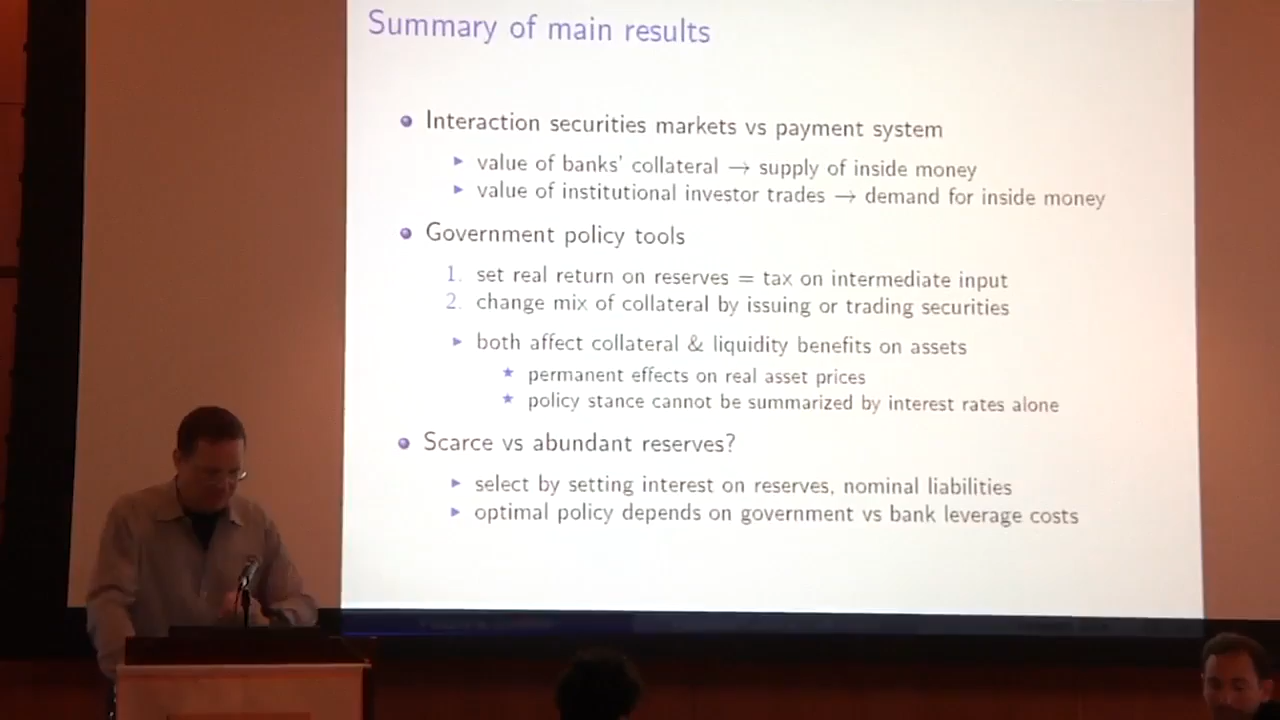 Summary of main results
Interaction securities markets vs payment system
value of banks' collateral → supply of inside money
value of institutional investor trades → demand for inside money
Government policy tools
1. set real return on reserves = tax on intermediate input
2. change mix of collateral by issuing or trading securities
both affect collateral & liquidity benefits on assets
permanent effects on real asset prices
policy stance cannot be summarized by interest rates alone
Scarce vs abundant reserves?
select by setting interest on reserves, nominal liabilities
optimal policy depends on government vs bank leverage costs